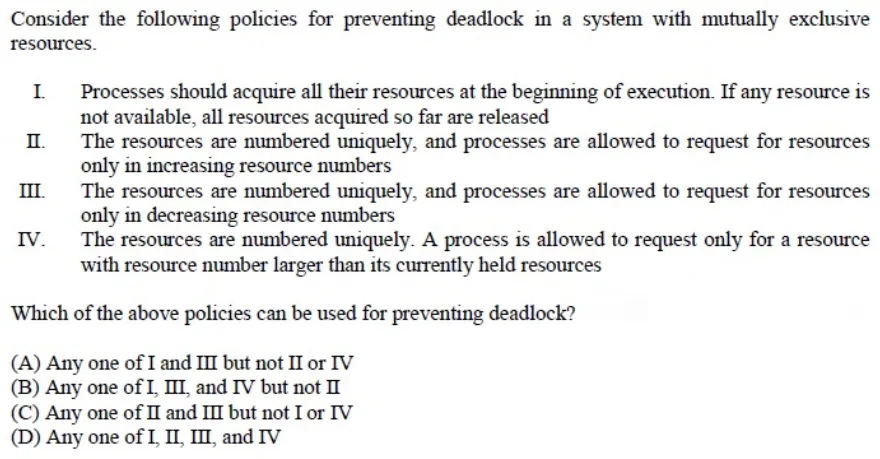 Consider the following policies for preventing deadlock in a system with mutually exclusive
resources.
I. Processes should acquire all their resources at the beginning of execution. If any resource is
not available, all resources acquired so far are released
II. The resources are numbered uniquely, and processes are allowed to request for resources
only in increasing resource numbers
III. The resources are numbered uniquely, and processes are allowed to request for resources
only in decreasing resource numbers
IV. The resources are numbered uniquely. A process is allowed to request only for a resource
with resource number larger than its currently held resources
Which of the above policies can be used for preventing deadlock?
(A) Any one of I and III but not II or IV
(B) Any one of I, III, and IV but not II
(C) Any one of II and III but not I or IV
(D) Any one of I, II, III, and IV